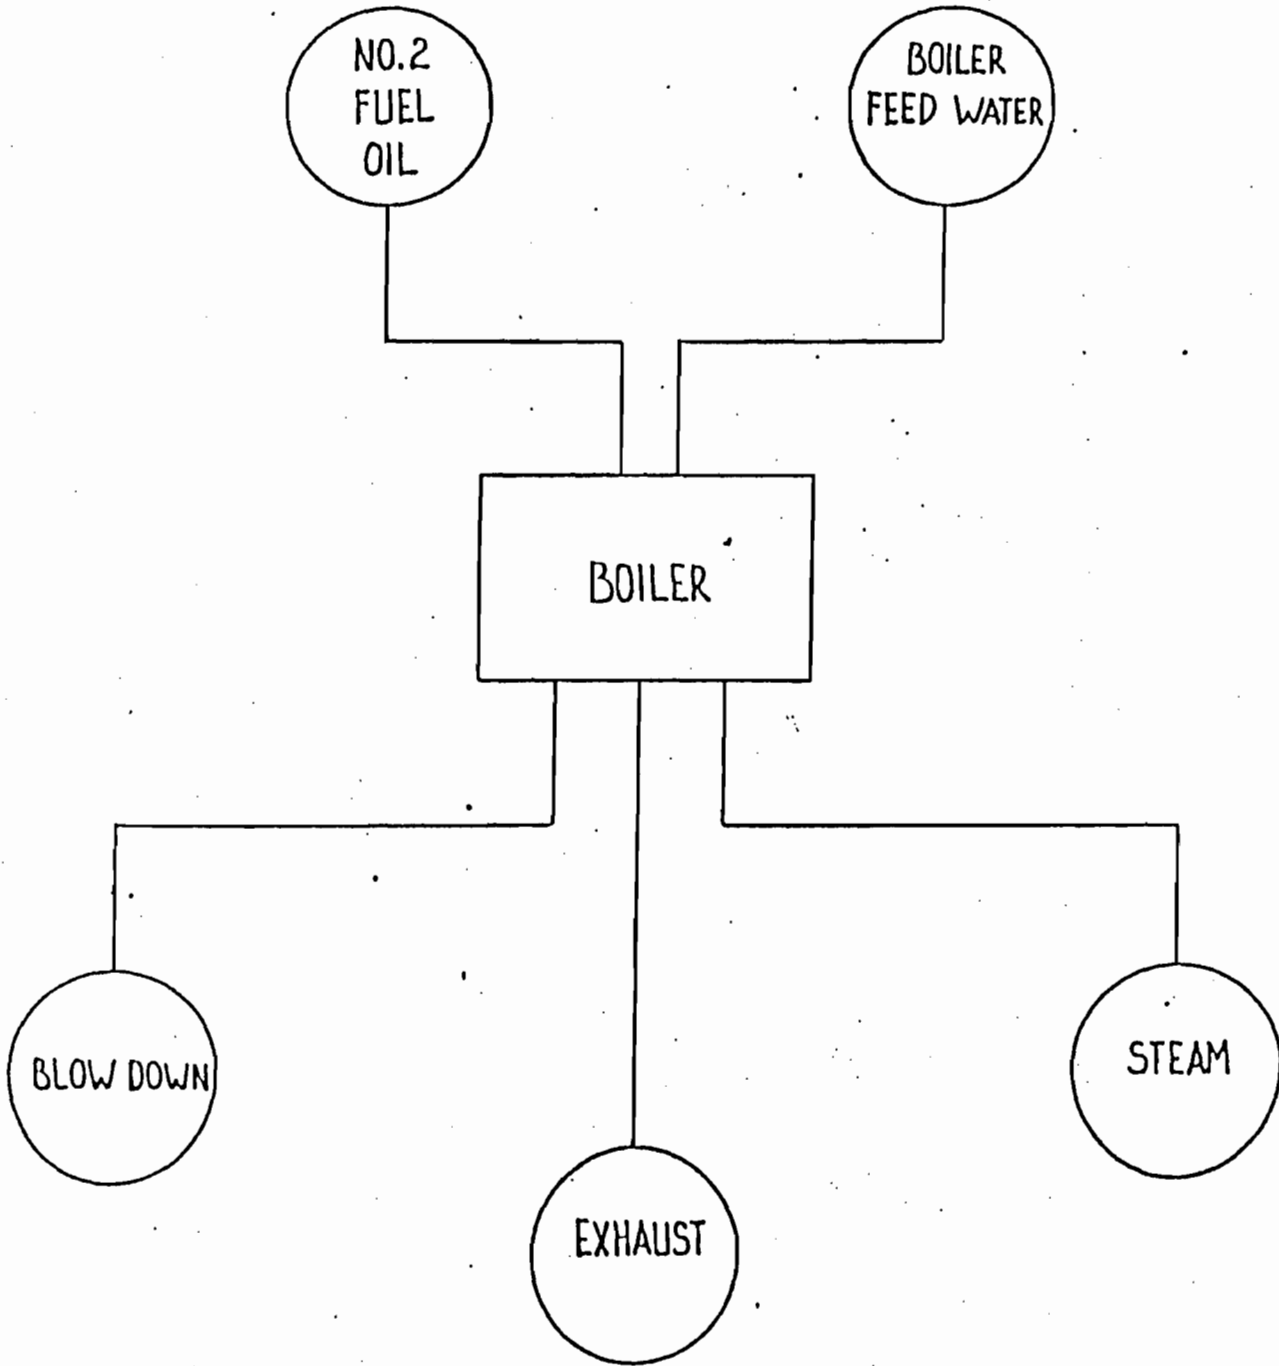 NO.2
FUEL
OIL
BOILER
FEED WATER
BOILER
BLOW DOWN
STEAM
EXHAUST